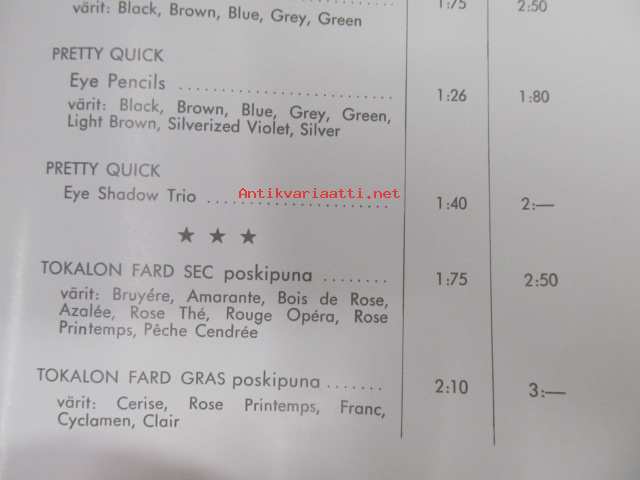 värit: Black, Brown, Blue, Grey, Green 1:75 2:50
PRETTY QUICK
Eye Pencils .......................... 1:26 1:80
värit: Black, Brown, Blue, Grey, Green,
Light Brown, Silverized Violet, Silver
PRETTY QUICK
Antikvariaatti.net
Eye Shadow Trio ...................... 1:40 2:—
★ ★ ★
TOKALON FARD SEC poskipuna ........ 1:75 2:50
värit: Bruyére, Amarante, Bois de Rose,
Azalée, Rose Thé, Rouge Opéra, Rose
Printemps, Pêche Cendrée
TOKALON FARD GRAS poskipuna ....... 2:10 3:—
värit: Cerise, Rose Printemps, Franc,
Cyclamen, Clair